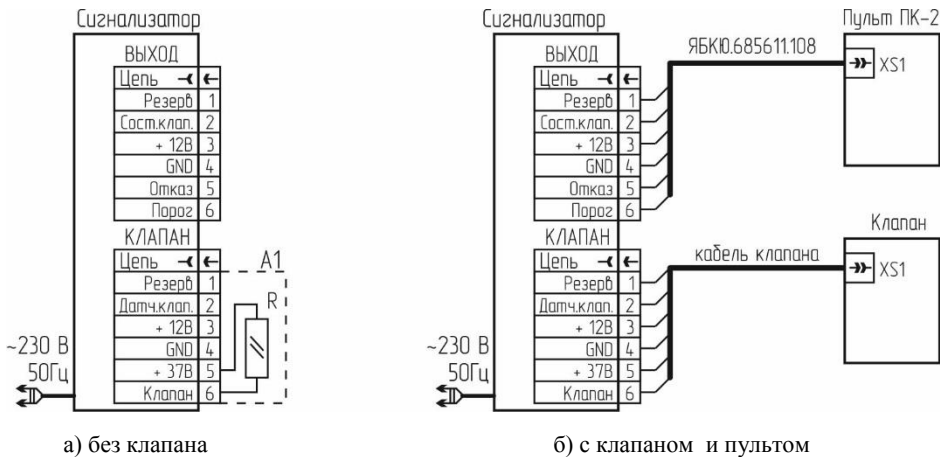 Сигнализатор
ВЫХОД
Цепь
Резерв 1
Сост.клап. 2
+ 12В 3
GND 4
Отказ 5
Порог 6
КЛАПАН
Цепь
A1
Резерв 1
R
Датч.клап. 2
+ 12В 3
GND 4
+ 37В 5
Клапан 6
~230 В
50Гц
а) без клапана
Сигнализатор
Пульт ПК-2
ЯБКЮ.685611.108
XS1
ВЫХОД
Цепь
Резерв 1
Сост.клап. 2
+ 12В 3
GND 4
Отказ 5
Порог 6
Клапан
кабель клапана
XS1
КЛАПАН
Цепь
Резерв 1
Датч.клап. 2
+ 12В 3
GND 4
+ 37В 5
Клапан 6
~230 В
50Гц
б) с клапаном и пультом